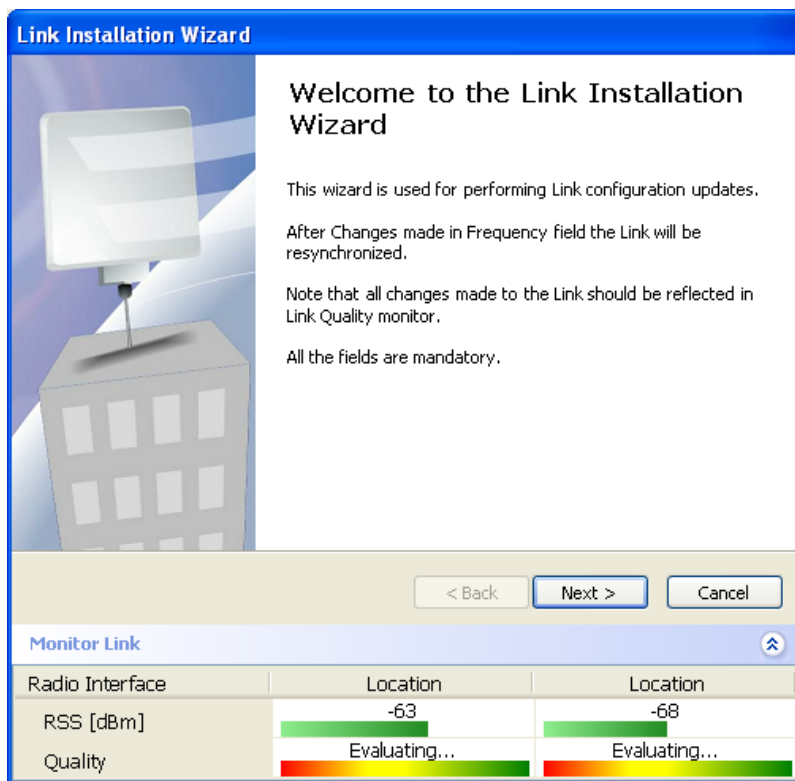 Link Installation Wizard
Welcome to the Link Installation
Wizard
This wizard is used for performing Link configuration updates.
After Changes made in Frequency field the Link will be
resynchronized.
Note that all changes made to the Link should be reflected in
Link Quality monitor.
All the fields are mandatory.
< Back Next > Cancel
Monitor Link
Radio Interface Location Location
RSS [dBm] -63 -68
Quality Evaluating... Evaluating...